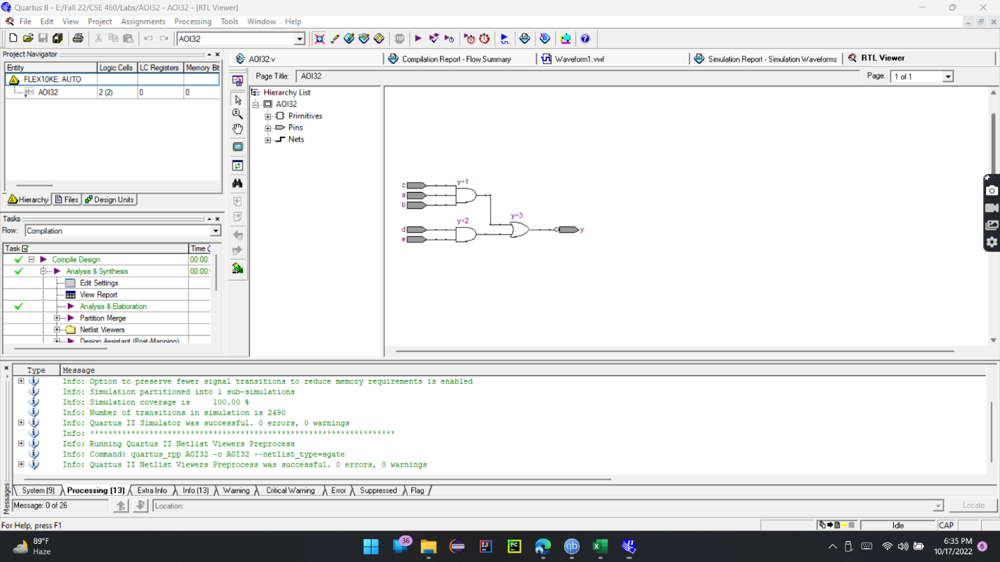 Quartus II - E:/Fall 22/CSE 460/Labs/AOI32 - AOI32 - [RTL Viewer]
File Edit View Project Assignments Processing Tools Window Help
AOI32
Project Navigator
Entity Logic Cells LC Registers Memory Bit
FLEX10KE: AUTO
abc AOI32 2 (2) 0 0
Hierarchy Files Design Units
Tasks
Flow: Compilation
Task Time
Compile Design 00:00:
Analysis & Synthesis 00:00:
Edit Settings
View Report
Analysis & Elaboration
Partition Merge
Netlist Viewers
Design Assistant (Post-Mapping)
AOI32.v Compilation Report - Flow Summary Waveform1.vwf Simulation Report - Simulation Waveforms RTL Viewer
Page Title: AOI32 Page: 1 of 1
Hierarchy List
AOI32
Primitives
Pins
Nets
y~1
c
a
b
y~2
d
e
y~3
y
Type Message
Info: Option to preserve fewer signal transitions to reduce memory requirements is enabled
Info: Simulation partitioned into 1 sub-simulations
Info: Simulation coverage is 100.00 %
Info: Number of transitions in simulation is 2490
Info: Quartus II Simulator was successful. 0 errors, 0 warnings
Info: *******************************************************************
Info: Running Quartus II Netlist Viewers Preprocess
Info: Command: quartus_rpp AOI32 -c AOI32 --netlist_type=sgate
Info: Quartus II Netlist Viewers Preprocess was successful. 0 errors, 0 warnings
System (9) Processing (13) Extra Info Info (13) Warning Critical Warning Error Suppressed Flag
Messages
Message: 0 of 26 Location: Locate
For Help, press F1 Idle CAP
89°F
Haze
36
IJ
PC
qb
6:35 PM
10/17/2022
6